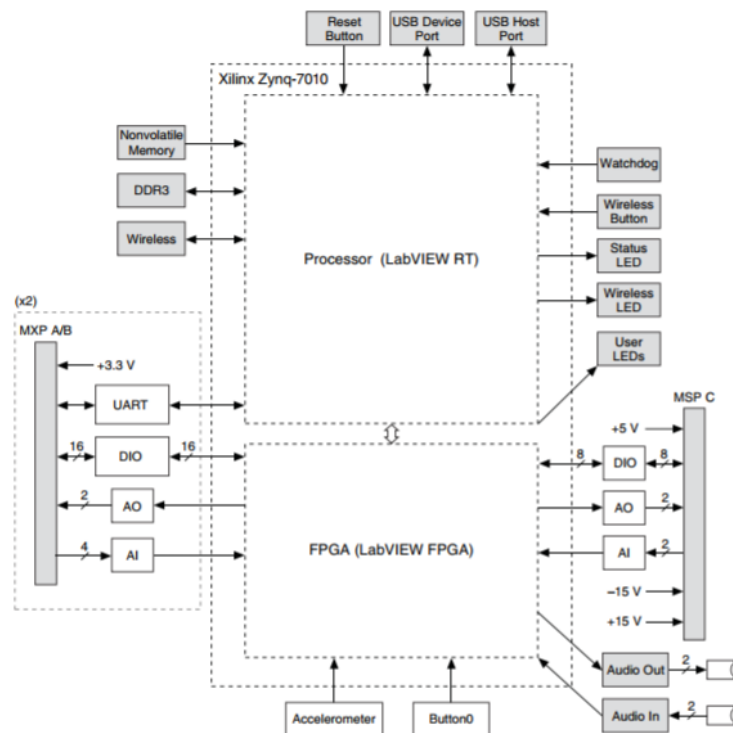 Reset
Button
USB Device
Port
USB Host
Port
Xilinx Zynq-7010
Nonvolatile
Memory
DDR3
Wireless
Processor (LabVIEW RT)
Watchdog
Wireless
Button
Status
LED
Wireless
LED
User
LEDs
(x2)
MXP A/B
+3.3 V
UART
16
DIO
16
2
AO
4
AI
FPGA (LabVIEW FPGA)
MSP C
+5 V
8
DIO
8
AO
2
AI
2
–15 V
+15 V
Audio Out
2
Audio In
2
Accelerometer
Button0